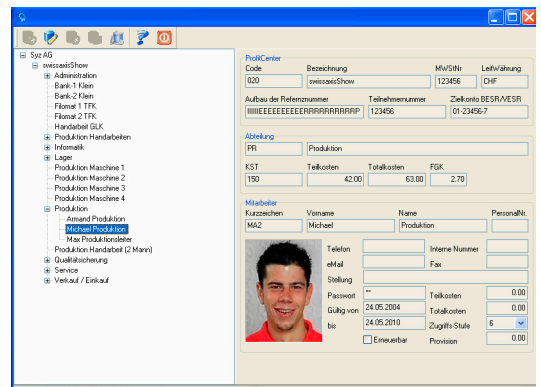 Syz AG
swissaxisShow
Administration
Bank-1 Klein
Bank-2 Klein
Filomat 1 TFK
Filomat 2 TFK
Handarbeit GLK
Produktion Handarbeiten
Informatik
Lager
Produktion Maschine 1
Produktion Maschine 2
Produktion Maschine 3
Produktion Maschine 4
Produktion
Armand Produktion
Michael Produktion
Max Produktionsleiter
Produktion Handarbeit (2 Mann)
Qualitätsicherung
Service
Verkauf / Einkauf
ProfitCenter
Code Bezeichnung MWStNr LeitWährung
020 swissaxisShow 123456 CHF
Aufbau der Referenznummer Teilnehmernummer Zielkonto BESR/VESR
123456 01-23456-7
Abteilung
PR Produktion
KST Teilkosten Totalkosten FGK
150 42.00 63.00 2.70
Mitarbeiter
Kurzzeichen Vorname Name PersonalNr.
MA2 Michael Produktion
Telefon Interne Nummer
eMail Fax
Stellung
Passwort ** Teilkosten 0.00
Gültig von 24.05.2004 Totalkosten 0.00
bis 24.05.2010 Zugriffs-Stufe 6
Erneuerbar Provision 0.00